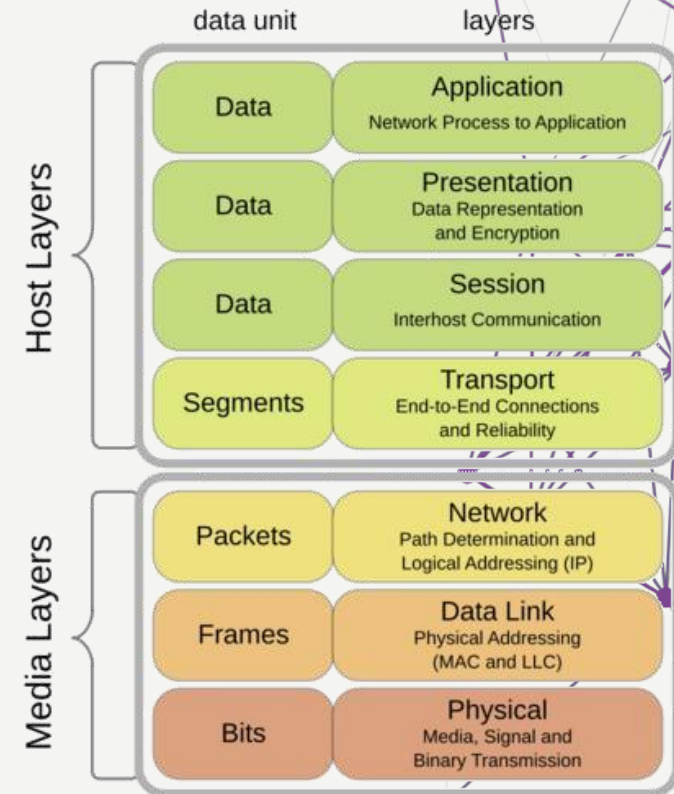 data unit
layers
Host Layers
Data
Application
Network Process to Application
Data
Presentation
Data Representation
and Encryption
Data
Session
Interhost Communication
Segments
Transport
End-to-End Connections
and Reliability
Media Layers
Packets
Network
Path Determination and
Logical Addressing (IP)
Frames
Data Link
Physical Addressing
(MAC and LLC)
Bits
Physical
Media, Signal and
Binary Transmission